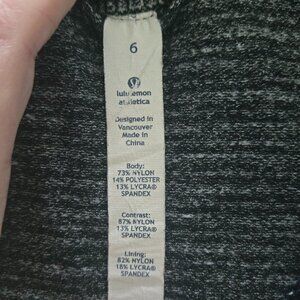 6
lululemon
athletica
Designed in
Vancouver
Made in
China
Body:
73% NYLON
14% POLYESTER
13% LYCRA®
SPANDEX
Contrast:
87% NYLON
13% LYCRA®
SPANDEX
Lining:
82% NYLON
18% LYCRA®
SPANDEX